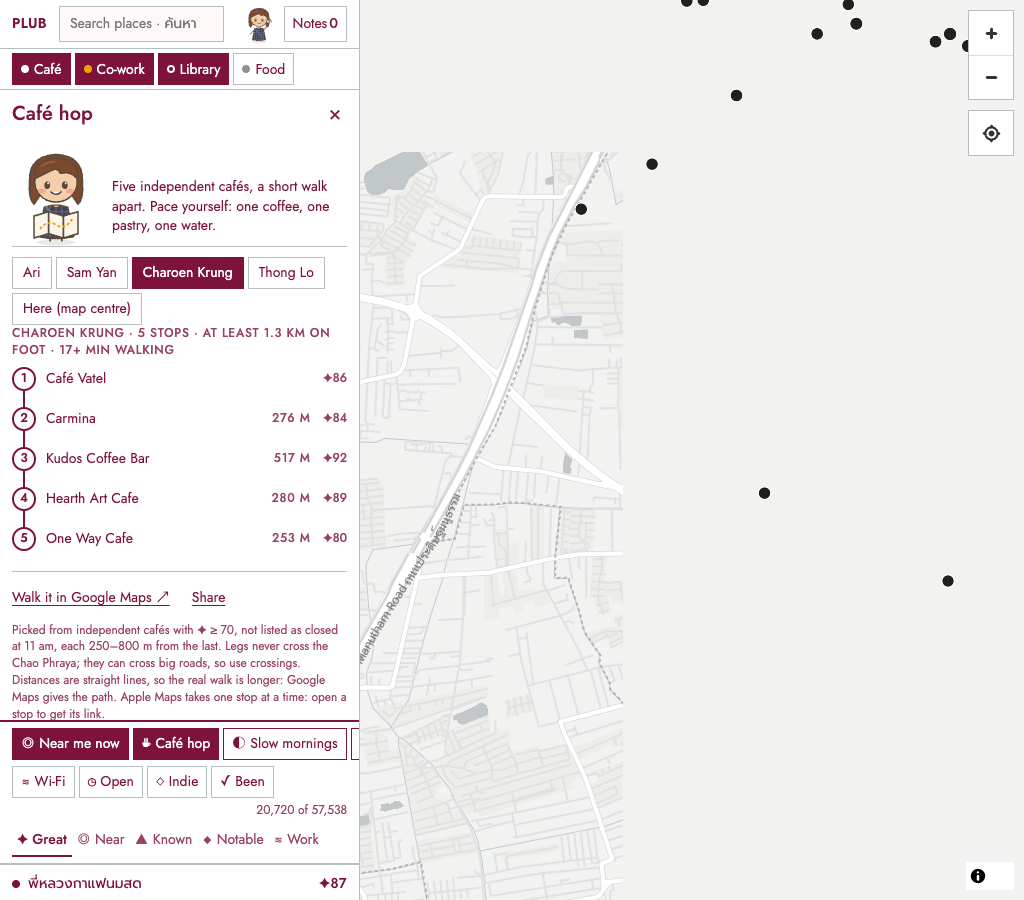 PLUB
Search places · ค้นหา
Notes 0
Café
Co-work
Library
Food
Café hop
Five independent cafés, a short walk
apart. Pace yourself: one coffee, one
pastry, one water.
Ari
Sam Yan
Charoen Krung
Thong Lo
Here (map centre)
CHAROEN KRUNG · 5 STOPS · AT LEAST 1.3 KM ON
FOOT · 17+ MIN WALKING
1 Café Vatel ✦86
2 Carmina 276 M ✦84
3 Kudos Coffee Bar 517 M ✦92
4 Hearth Art Cafe 280 M ✦89
5 One Way Cafe 253 M ✦80
Walk it in Google Maps ↗ Share
Picked from independent cafés with ✦ ≥ 70, not listed as closed
at 11 am, each 250–800 m from the last. Legs never cross the
Chao Phraya; they can cross big roads, so use crossings.
Distances are straight lines, so the real walk is longer: Google
Maps gives the path. Apple Maps takes one stop at a time: open a
stop to get its link.
Near me now
Café hop
Slow mornings
≈ Wi-Fi
Open
Indie
✓ Been
20,720 of 57,538
✦ Great
Near
▲ Known
◆ Notable
≈ Work
พี่หลวงกาแฟนมสด ✦87
Manutham Road